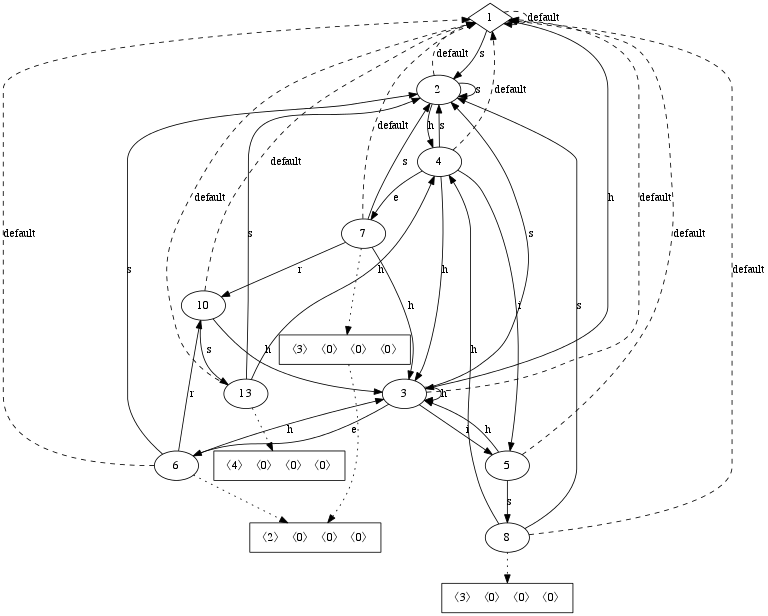 1
default
s
default
2
s
default
h
s
default
4
s
e
default
7
default
s
h
default
s
s
default
default
default
default
s
r
h
h
i
10
h
〈3〉 〈0〉 〈0〉 〈0〉
s
h
h
r
13
3
h
h
e
i
h
6
〈4〉 〈0〉 〈0〉 〈0〉
5
s
〈2〉 〈0〉 〈0〉 〈0〉
8
〈3〉 〈0〉 〈0〉 〈0〉